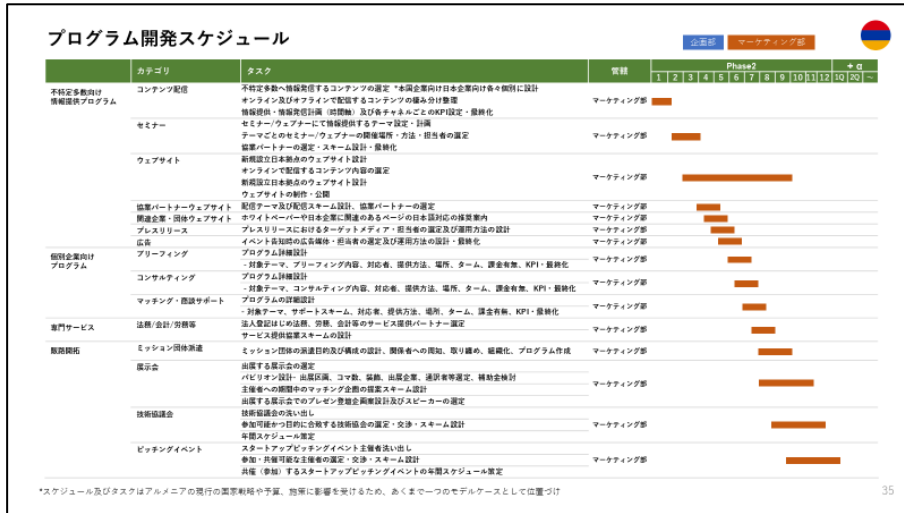 プログラム開発スケジュール
企画部 マーケティング部
カテゴリ タスク 管轄 Phase2 + α
1 2 3 4 5 6 7 8 9 10 11 12 1Q 2Q ～
不特定多数向け
情報提供プログラム
コンテンツ配信
不特定多数へ情報発信するコンテンツの選定 *本国企業向け日本企業向け各々個別に設計
オンライン及びオフラインで配信するコンテンツの棲み分け整理
情報提供・情報発信計画（時間軸）及び各チャネルごとのKPI設定・最終化
マーケティング部
セミナー
セミナー/ウェブナーにて情報提供するテーマ設定・計画
テーマごとのセミナー/ウェブナーの開催場所・方法・担当者の選定
協業パートナーの選定・スキーム設計・最終化
マーケティング部
ウェブサイト
新規設立日本拠点のウェブサイト設計
オンラインで配信するコンテンツ内容の選定
新規設立日本拠点のウェブサイト設計
ウェブサイトの制作・公開
マーケティング部
協業パートナーウェブサイト 配信テーマ及び配信スキーム設計、協業パートナーの選定 マーケティング部
関連企業・団体ウェブサイト ホワイトペーパーや日本企業に関連のあるページの日本語対応の推奨案内 マーケティング部
プレスリリース プレスリリースにおけるターゲットメディア・担当者の選定及び運用方法の設計 マーケティング部
広告 イベント告知時の広告媒体・担当者の選定及び運用方法の設計・最終化 マーケティング部
個別企業向け
プログラム
ブリーフィング
プログラム詳細設計
- 対象テーマ、ブリーフィング内容、対応者、提供方法、場所、ターム、課金有無、KPI・最終化
マーケティング部
コンサルティング
プログラム詳細設計
- 対象テーマ、コンサルティング内容、対応者、提供方法、場所、ターム、課金有無、KPI・最終化
マーケティング部
マッチング・商談サポート
プログラムの詳細設計
- 対象テーマ、サポートスキーム、対応者、提供方法、場所、ターム、課金有無、KPI・最終化
マーケティング部
専門サービス
法務/会計/労務等
法人登記はじめ法務、労務、会計等のサービス提供パートナー選定
サービス提供協業スキームの設計
マーケティング部
販路開拓
ミッション団体派遣 ミッション団体の派遣目的及び構成の設計、関係者への周知、取り纏め、組織化、プログラム作成 マーケティング部
展示会
出展する展示会の選定
パビリオン設計- 出展区画、コマ数、装飾、出展企業、通訳者等選定、補助金検討
主催者への期間中のマッチング企画の提案スキーム設計
出展する展示会でのプレゼン登壇企画案設計及びスピーカーの選定
マーケティング部
技術協議会
技術協議会の洗い出し
参加可能かつ目的に合致する技術協会の選定・交渉・スキーム設計
年間スケジュール策定
マーケティング部
ピッチングイベント
スタートアップピッチングイベント主催者洗い出し
参加・共催可能な主催者の選定・交渉・スキーム設計
共催（参加）するスタートアップピッチングイベントの年間スケジュール策定
マーケティング部
*スケジュール及びタスクはアルメニアの現行の国家戦略や予算、施策に影響を受けるため、あくまで一つのモデルケースとして位置づけ
35